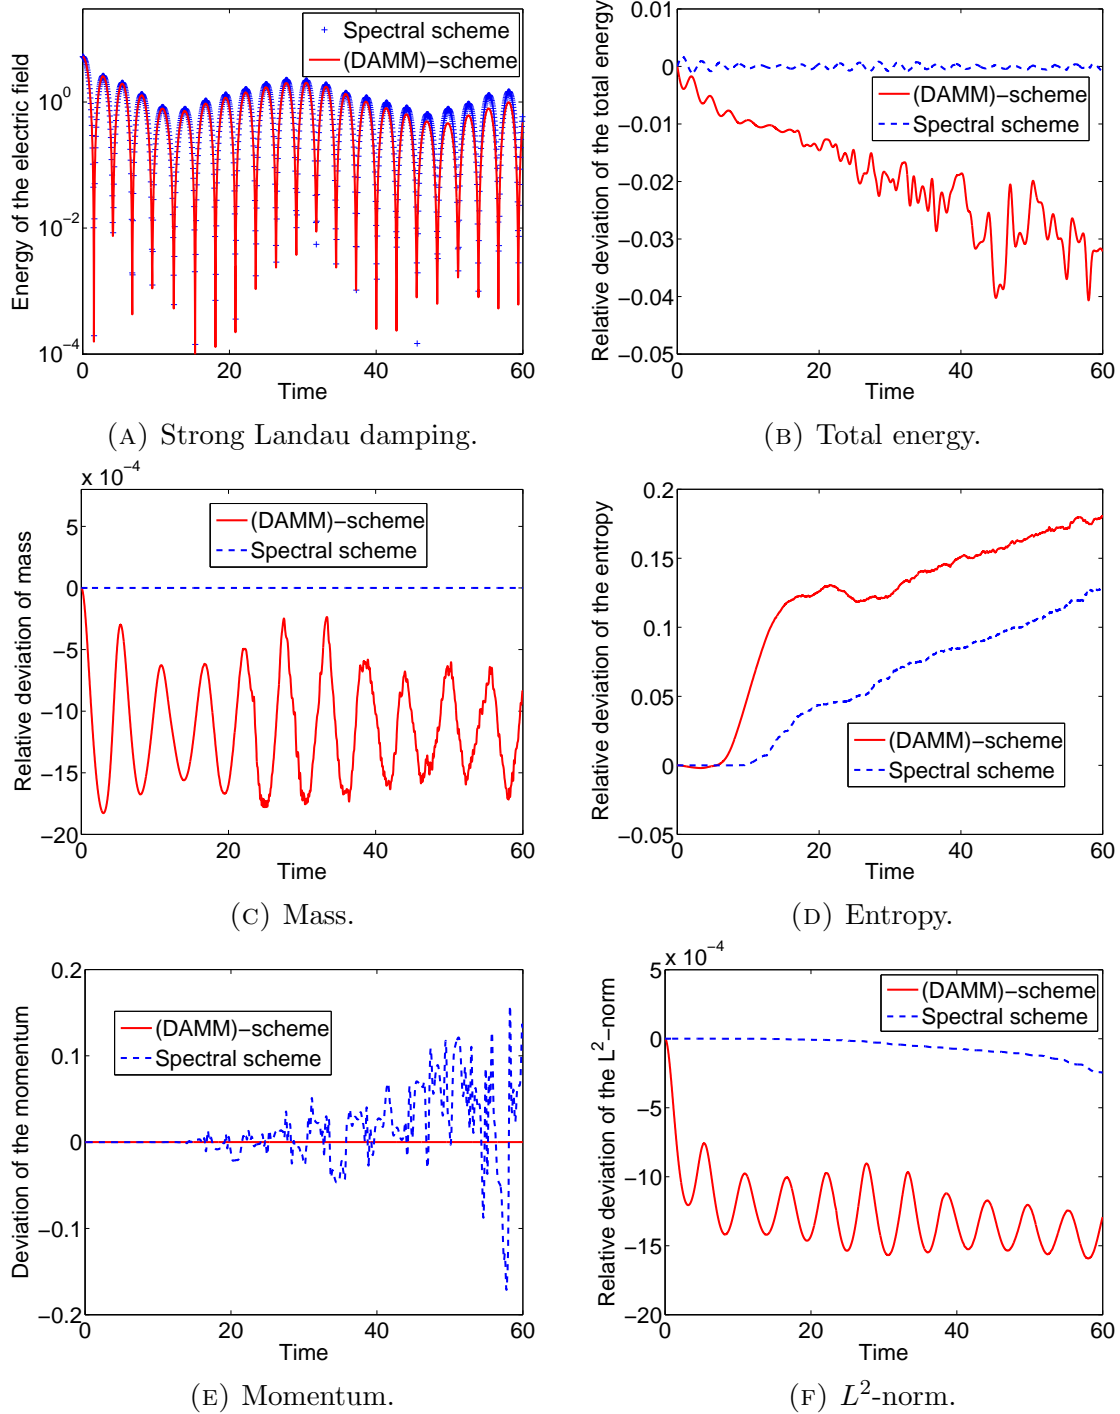 Energy of the electric field
10^0
10^−2
10^−4
Spectral scheme
(DAMM)−scheme
0 20 40 60
Time
(A) Strong Landau damping.
Relative deviation of the total energy
0.01
0
−0.01
−0.02
−0.03
−0.04
−0.05
(DAMM)−scheme
Spectral scheme
0 20 40 60
Time
(B) Total energy.
x 10^−4
Relative deviation of mass
5
0
−5
−10
−15
−20
(DAMM)−scheme
Spectral scheme
0 20 40 60
Time
(C) Mass.
Relative deviation of the entropy
0.2
0.15
0.1
0.05
0
−0.05
(DAMM)−scheme
Spectral scheme
0 20 40 60
Time
(D) Entropy.
Deviation of the momentum
0.2
0.1
0
−0.1
−0.2
(DAMM)−scheme
Spectral scheme
0 20 40 60
Time
(E) Momentum.
x 10^−4
Relative deviation of the L^2−norm
5
0
−5
−10
−15
−20
(DAMM)−scheme
Spectral scheme
0 20 40 60
Time
(F) L^2-norm.